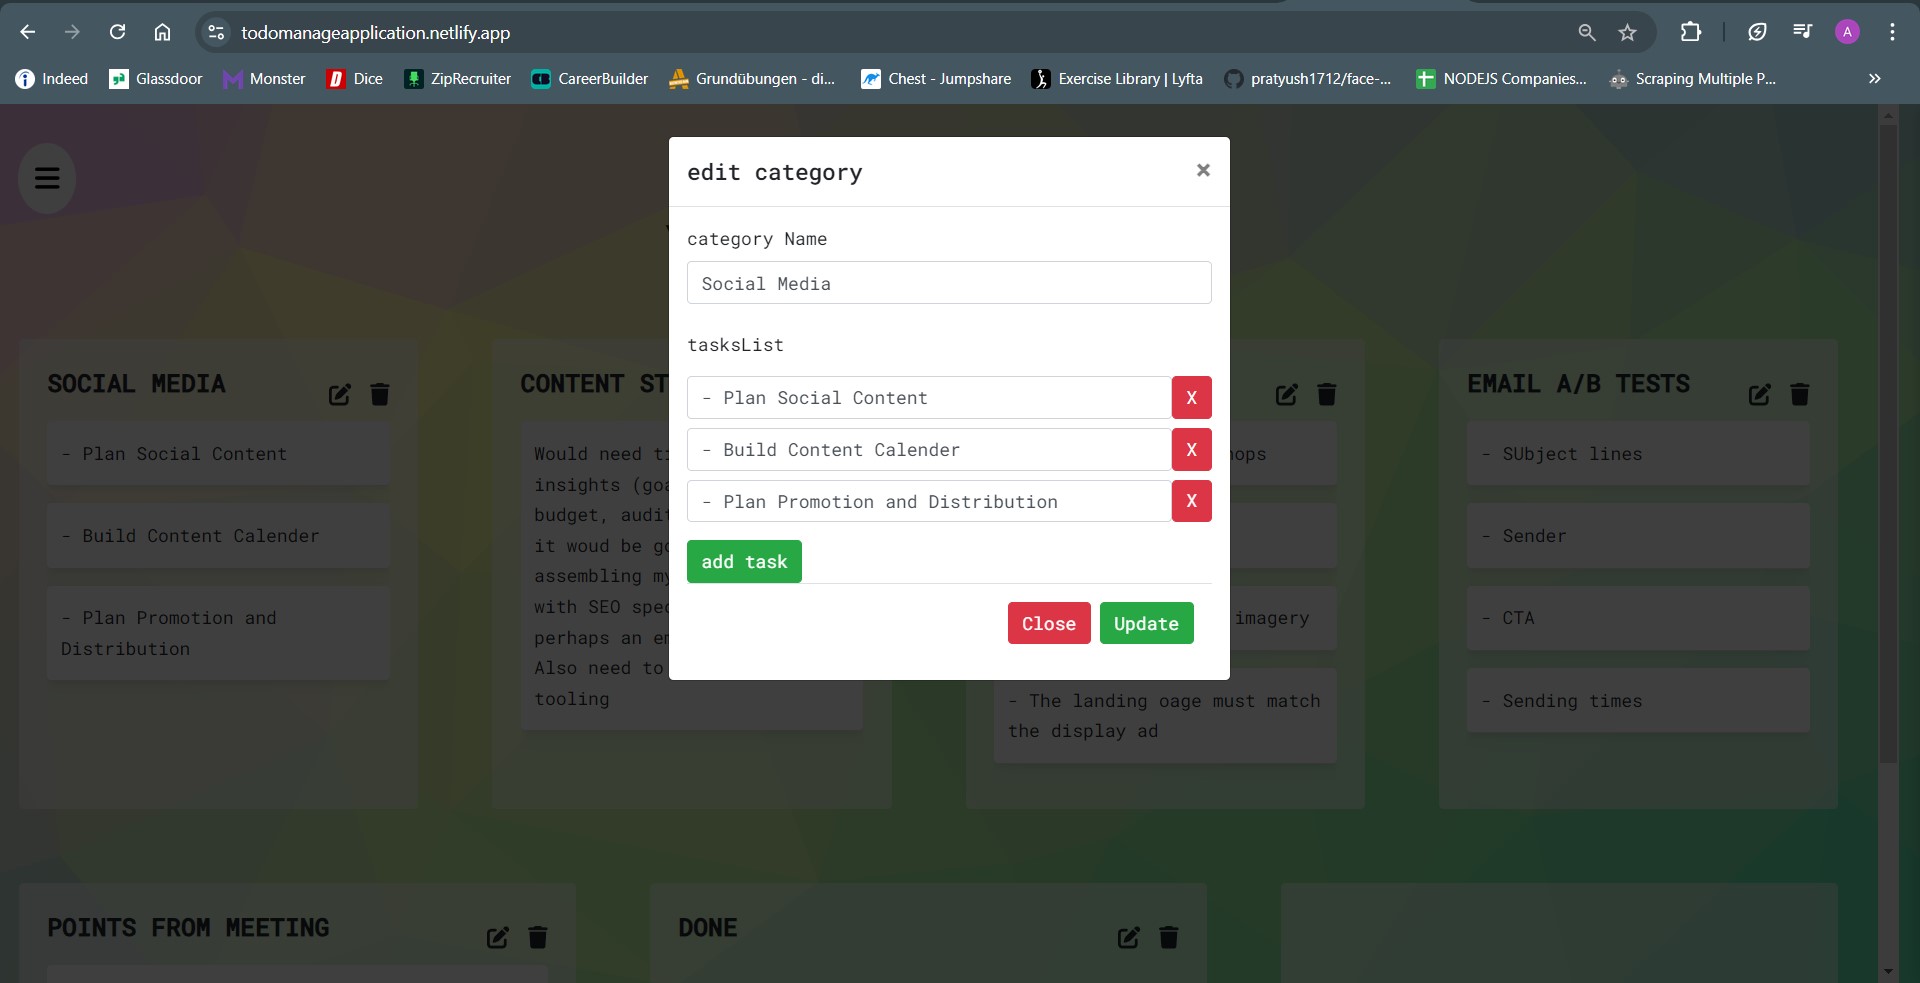 todomanageapplication.netlify.app
A
Indeed
Glassdoor
Monster
Dice
ZipRecruiter
CareerBuilder
Grundübungen - di...
Chest - Jumpshare
Exercise Library | Lyfta
pratyush1712/face-...
NODEJS Companies...
Scraping Multiple P...
»
edit category
×
category Name
Social Media
tasksList
- Plan Social Content
X
- Build Content Calender
X
- Plan Promotion and Distribution
X
add task
Close
Update
SOCIAL MEDIA
- Plan Social Content
- Build Content Calender
- Plan Promotion and
Distribution
CONTENT ST
Would need
insights (goa
budget, audit
it woud be go
assembling my
with SEO spec
perhaps an em
Also need to
tooling
imagery
- The landing oage must match
the display ad
EMAIL A/B TESTS
- SUbject lines
- Sender
- CTA
- Sending times
POINTS FROM MEETING
DONE